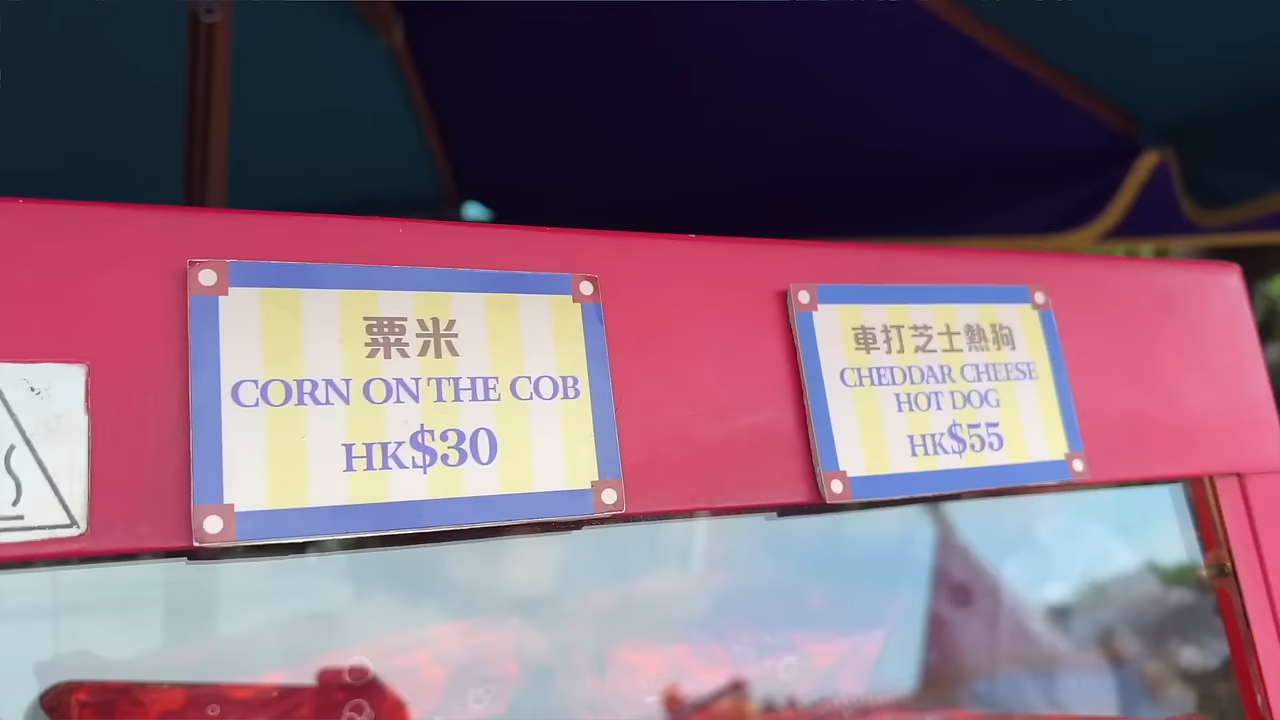 粟米
CORN ON THE COB
HK$30
車打芝士熱狗
CHEDDAR CHEESE
HOT DOG
HK$55